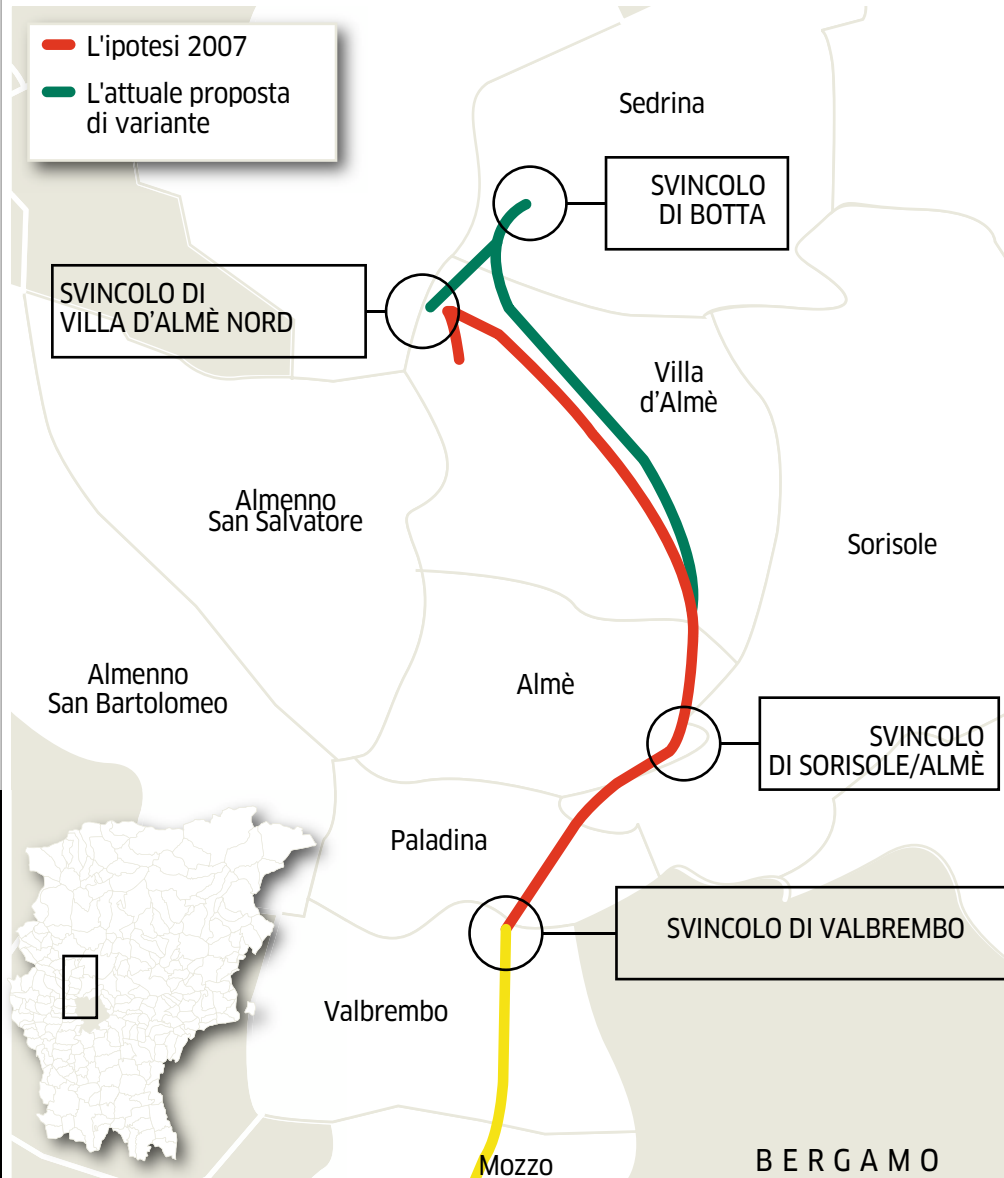 L'ipotesi 2007
L'attuale proposta
di variante
Sedrina
SVINCOLO
DI BOTTA
SVINCOLO DI
VILLA D'ALMÈ NORD
Villa
d'Almè
Almenno
San Salvatore
Sorisole
Almenno
San Bartolomeo
Almè
SVINCOLO
DI SORISOLE/ALMÈ
Paladina
SVINCOLO DI VALBREMBO
Valbrembo
Mozzo
BERGAMO